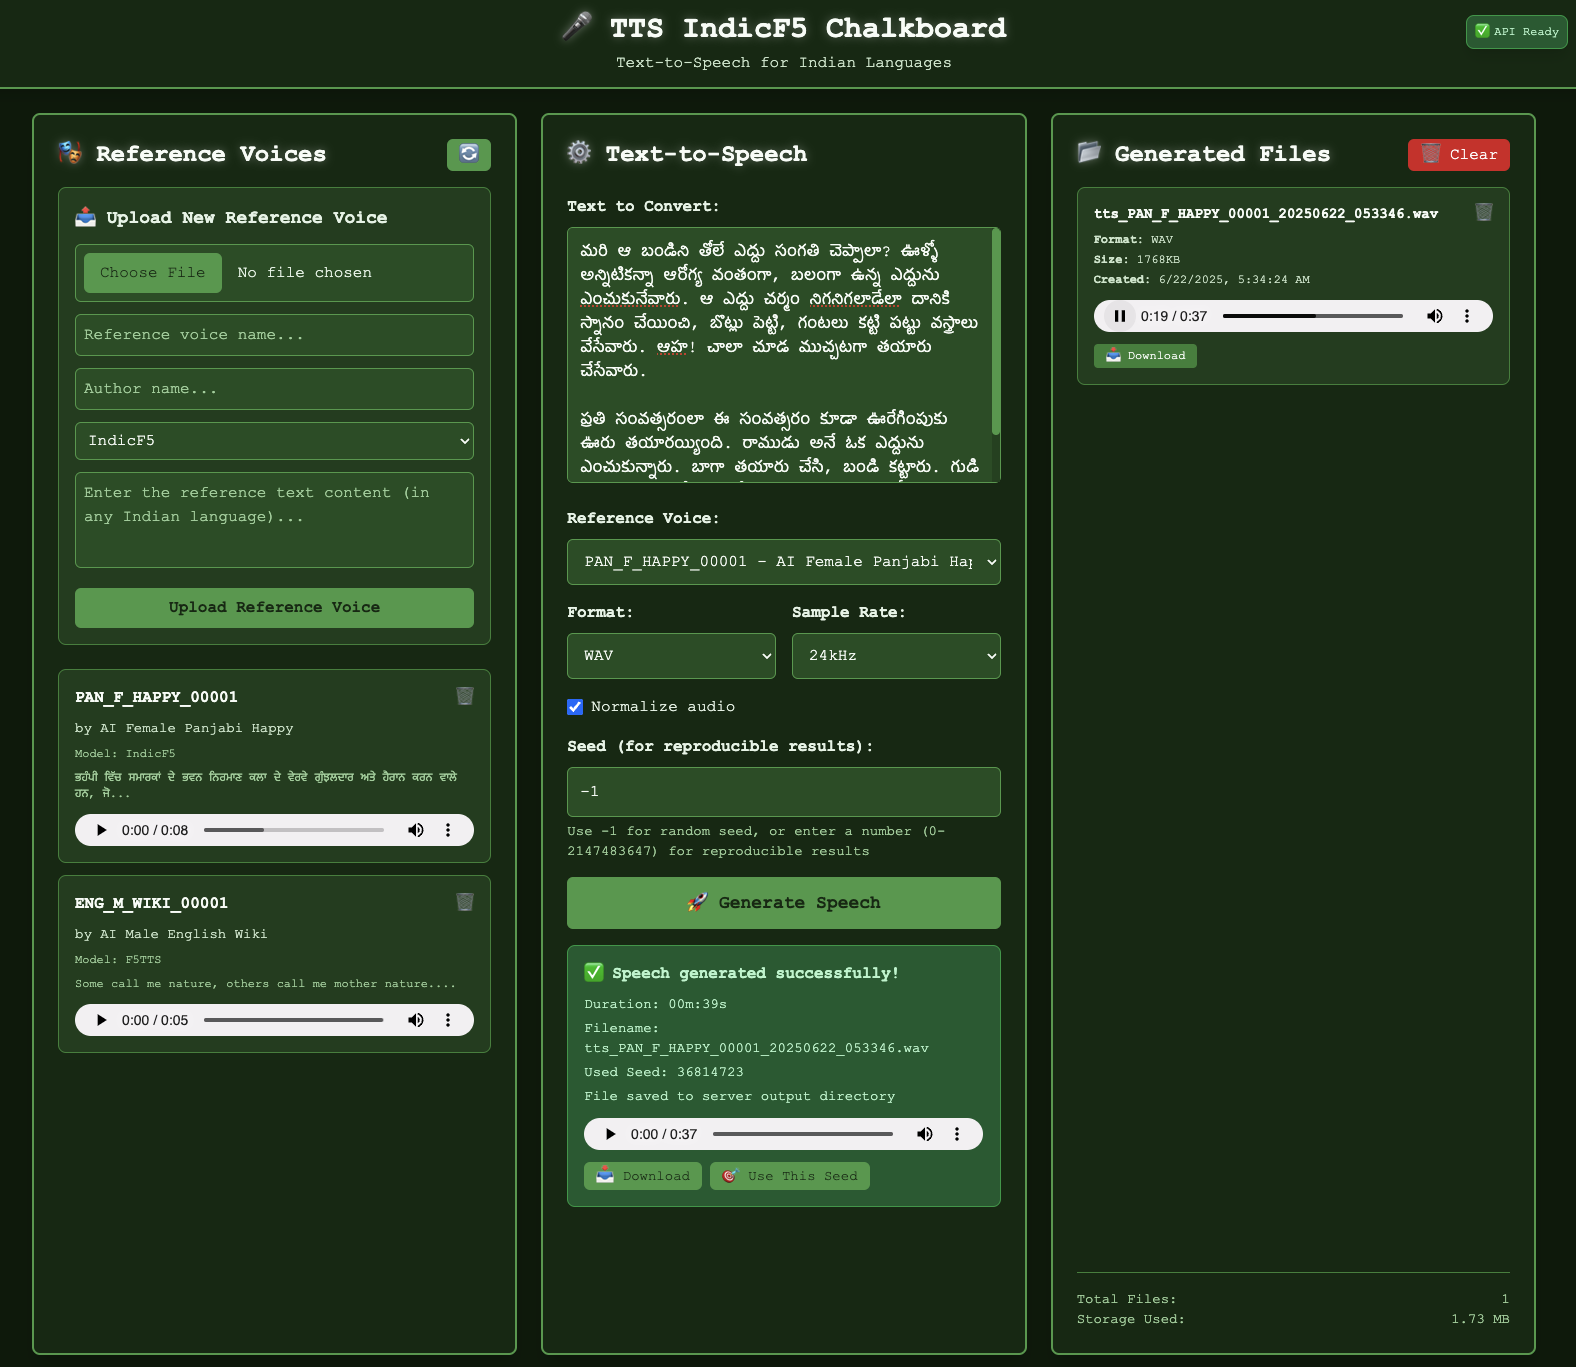 TTS IndicF5 Chalkboard
Text-to-Speech for Indian Languages
API Ready
Reference Voices
Upload New Reference Voice
Choose File No file chosen
Reference voice name...
Author name...
IndicF5
Enter the reference text content (in
any Indian language)...
Upload Reference Voice
PAN_F_HAPPY_00001
by AI Female Panjabi Happy
Model: IndicF5
ਭਹੰਪੀ ਵਿੱਚ ਸਮਾਰਕਾਂ ਦੇ ਭਵਨ ਨਿਰਮਾਣ ਕਲਾ ਦੇ ਵੇਰਵੇ ਗੁੰਝਲਦਾਰ ਅਤੇ ਹੈਰਾਨ ਕਰਨ ਵਾਲੇ
ਹਨ, ਜੋ...
0:00 / 0:08
ENG_M_WIKI_00001
by AI Male English Wiki
Model: F5TTS
Some call me nature, others call me mother nature....
0:00 / 0:05
Text-to-Speech
Text to Convert:
మరి ఆ బండిని తోలే ఎద్దు సంగతి చెప్పాలా? ఊళ్ళో
అన్నిటికన్నా ఆరోగ్య వంతంగా, బలంగా ఉన్న ఎద్దును
ఎంచుకునేవారు. ఆ ఎద్దు చర్మం నిగనిగలాడేలా దానికి
స్నానం చేయించి, బొట్లు పెట్టి, గంటలు కట్టి పట్టు వస్త్రాలు
వేసేవారు. ఆహ! చాలా చూడ ముచ్చటగా తయారు
చేసేవారు.
ప్రతి సంవత్సరంలా ఈ సంవత్సరం కూడా ఊరేగింపుకు
ఊరు తయారయ్యింది. రాముడు అనే ఓక ఎద్దును
ఎంచుకున్నారు. బాగా తయారు చేసి, బండి కట్టారు. గుడి
Reference Voice:
PAN_F_HAPPY_00001 - AI Female Panjabi Hap
Format: Sample Rate:
WAV 24kHz
Normalize audio
Seed (for reproducible results):
-1
Use -1 for random seed, or enter a number (0-
2147483647) for reproducible results
Generate Speech
Speech generated successfully!
Duration: 00m:39s
Filename:
tts_PAN_F_HAPPY_00001_20250622_053346.wav
Used Seed: 36814723
File saved to server output directory
0:00 / 0:37
Download Use This Seed
Generated Files
Clear
tts_PAN_F_HAPPY_00001_20250622_053346.wav
Format: WAV
Size: 1768KB
Created: 6/22/2025, 5:34:24 AM
0:19 / 0:37
Download
Total Files: 1
Storage Used: 1.73 MB